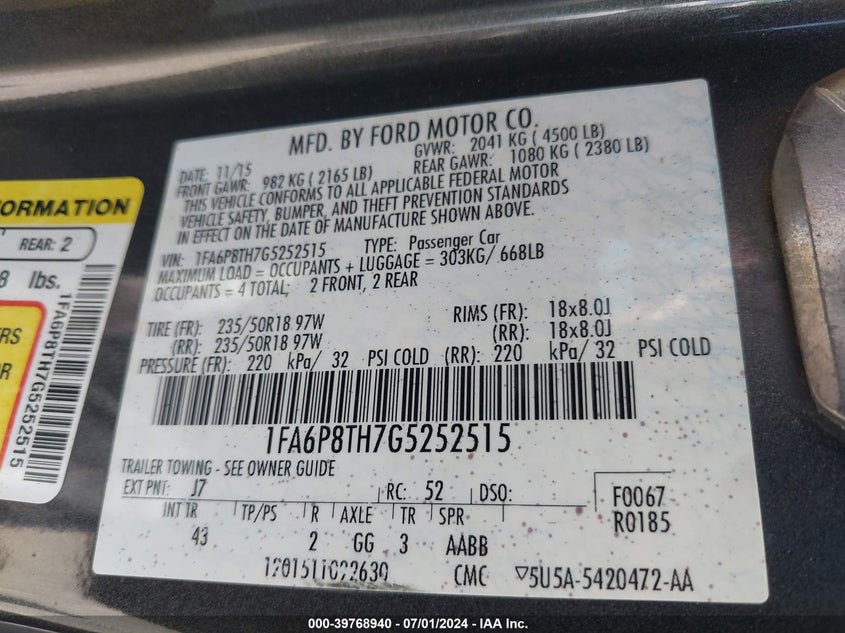 MFD. BY FORD MOTOR CO.
DATE: 11/15 GVWR: 2041 KG ( 4500 LB)
FRONT GAWR: 982 KG ( 2165 LB) REAR GAWR: 1080 KG ( 2380 LB)
THIS VEHICLE CONFORMS TO ALL APPLICABLE FEDERAL MOTOR
VEHICLE SAFETY, BUMPER, AND THEFT PREVENTION STANDARDS
IN EFFECT ON THE DATE OF MANUFACTURE SHOWN ABOVE.
VIN: 1FA6P8TH7G5252515 TYPE: Passenger Car
MAXIMUM LOAD = OCCUPANTS + LUGGAGE = 303KG/ 668LB
OCCUPANTS = 4 TOTAL; 2 FRONT, 2 REAR
TIRE (FR): 235/50R18 97W RIMS (FR): 18x8.0J
(RR): 235/50R18 97W (RR): 18x8.0J
PRESSURE (FR): 220 kPa/ 32 PSI COLD (RR): 220 kPa/ 32 PSI COLD
1FA6P8TH7G5252515
TRAILER TOWING - SEE OWNER GUIDE
EXT PNT: J7 RC: 52 DSO: F0067
INT TR TP/PS R AXLE TR SPR R0185
43 2 GG 3 AABB
CMC ▽5U5A-5420472-AA
ORMATION
REAR: 2
8 lbs.
ERS
OR
1FA6P8TH7G5252515
000-39768940 - 07/01/2024 - IAA Inc.